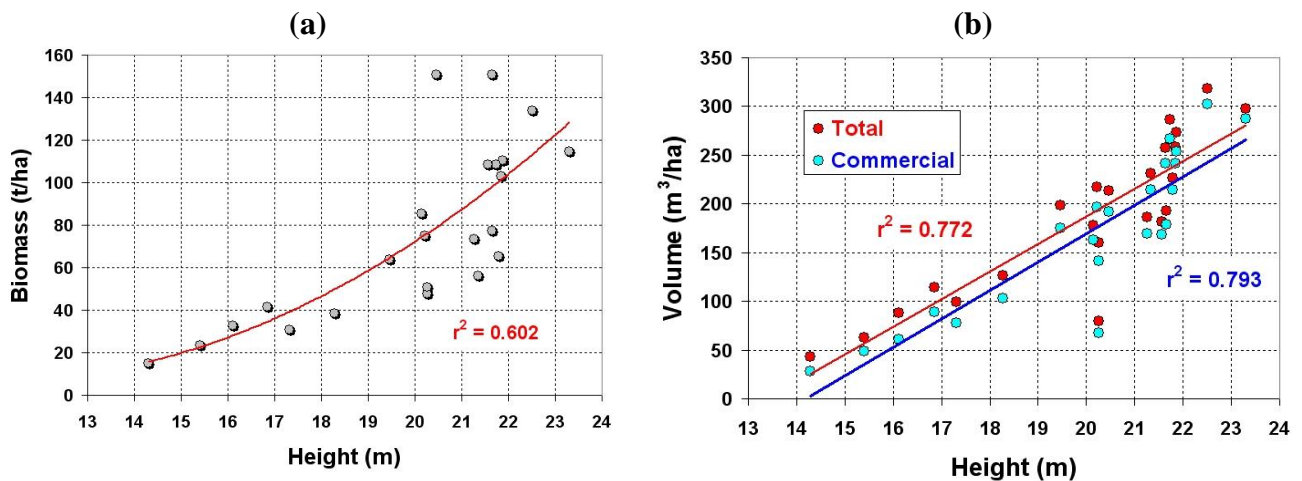 (a)
160
140
120
100
80
60
40
20
0
Biomass (t/ha)
r² = 0.602
13 14 15 16 17 18 19 20 21 22 23 24
Height (m)
(b)
350
300
250
200
150
100
50
0
Volume (m³/ha)
Total
Commercial
r² = 0.772
r² = 0.793
13 14 15 16 17 18 19 20 21 22 23 24
Height (m)